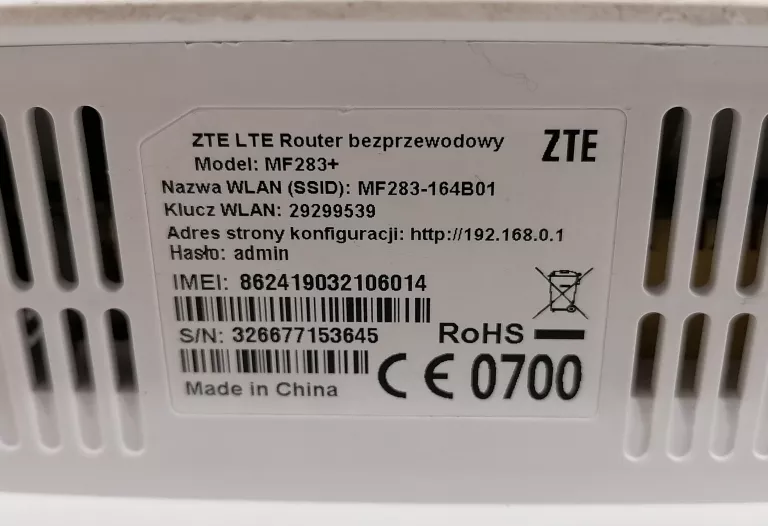 ZTE LTE Router bezprzewodowy
ZTE
Model: MF283+
Nazwa WLAN (SSID): MF283-164B01
Klucz WLAN: 29299539
Adres strony konfiguracji: http://192.168.0.1
Hasło: admin
IMEI: 862419032106014
S/N: 326677153645
RoHS
Made in China
CE 0700